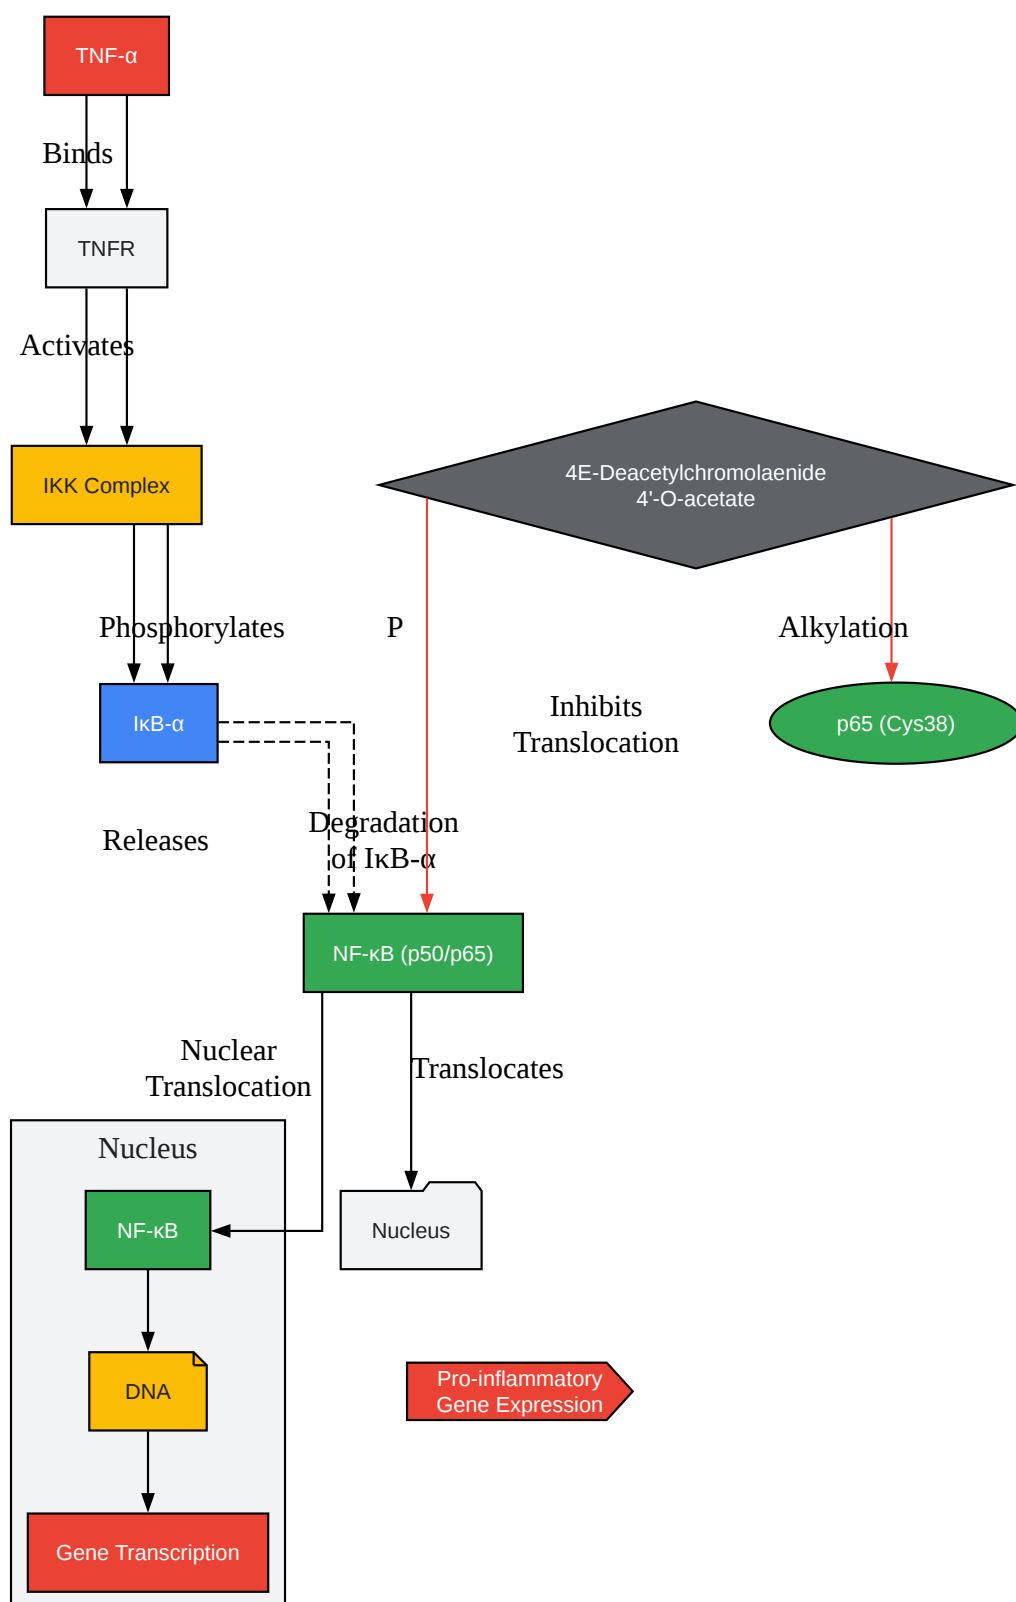 TNF-α
Binds
TNFR
Activates
IKK Complex
4E-Deacetylchromolaenide
4'-O-acetate
Phosphorylates
P
Alkylation
IκB-α
Inhibits
Translocation
p65 (Cys38)
Releases
Degradation
of IκB-α
NF-κB (p50/p65)
Nuclear
Translocation
Translocates
Nucleus
NF-κB
Nucleus
DNA
Pro-inflammatory
Gene Expression
Gene Transcription